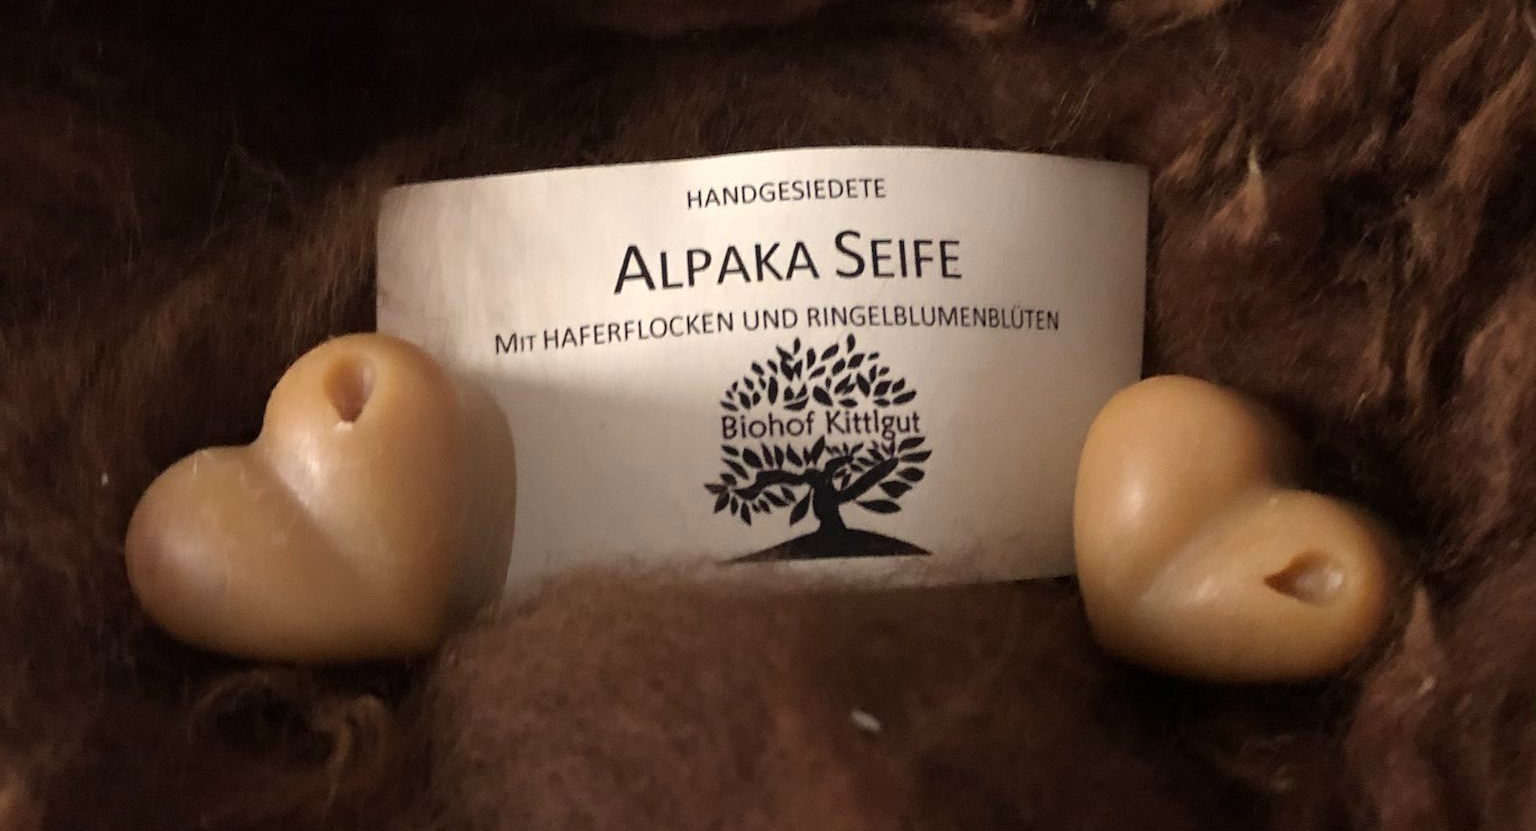 HANDGESIEDETE
ALPAKA SEIFE
MIT HAFERFLOCKEN UND RINGELBLUMENBLÜTEN
Biohof Kittlgut